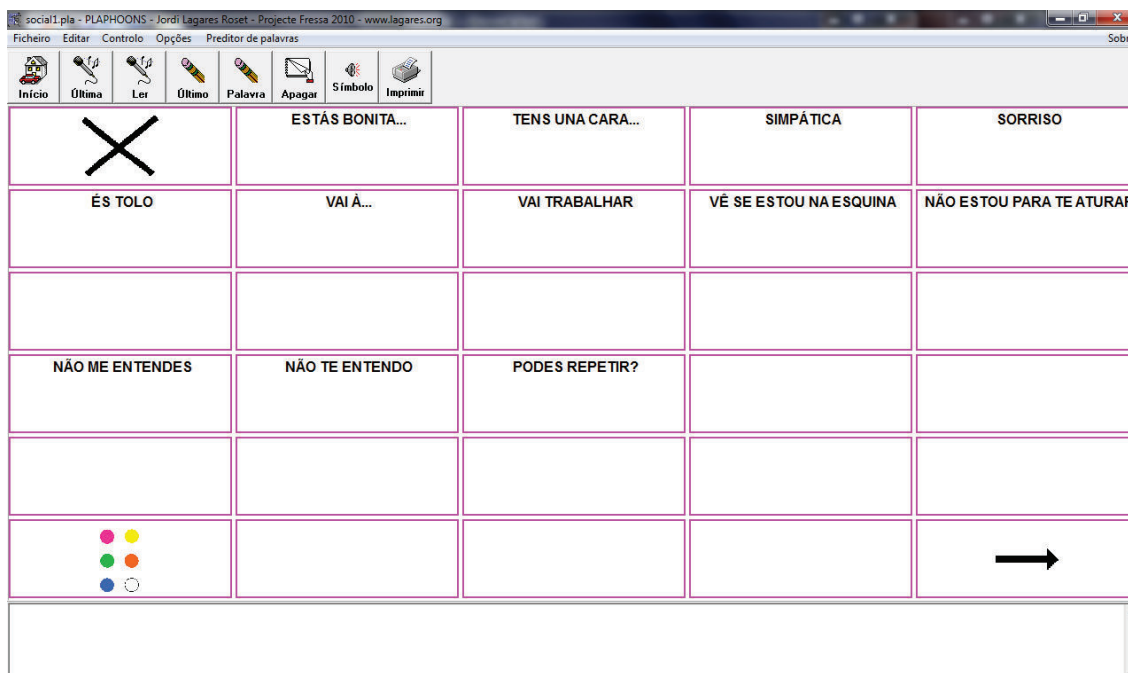 social1.pla - PLAPHOONS - Jordi Lagares Roset - Projecte Fressa 2010 - www.lagares.org
Ficheiro Editar Controlo Opções Preditor de palavras Sobr
Início Última Ler Último Palavra Apagar Símbolo Imprimir
ESTÁS BONITA... TENS UNA CARA... SIMPÁTICA SORRISO
ÉS TOLO VAI À... VAI TRABALHAR VÊ SE ESTOU NA ESQUINA NÃO ESTOU PARA TE ATURAR
NÃO ME ENTENDES NÃO TE ENTENDO PODES REPETIR?